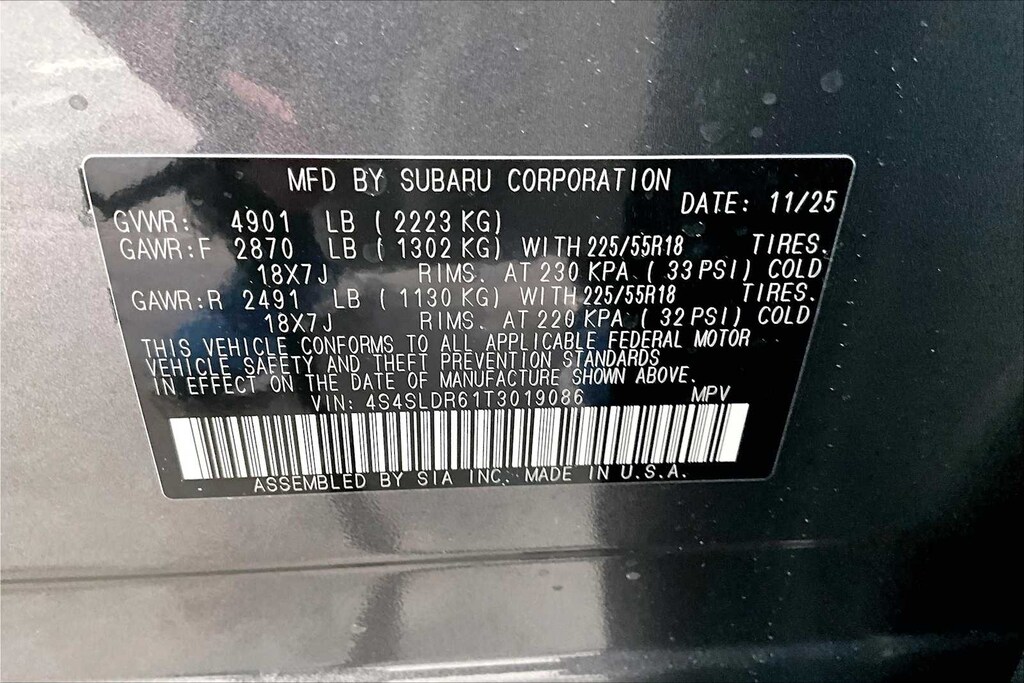 MFD BY SUBARU CORPORATION
DATE: 11/25
GVWR: 4901 LB ( 2223 KG)
GAWR:F 2870 LB ( 1302 KG) WITH 225/55R18 TIRES.
18X7J RIMS. AT 230 KPA ( 33 PSI) COLD
GAWR:R 2491 LB ( 1130 KG) WITH 225/55R18 TIRES.
18X7J RIMS. AT 220 KPA ( 32 PSI) COLD
THIS VEHICLE CONFORMS TO ALL APPLICABLE FEDERAL MOTOR
VEHICLE SAFETY AND THEFT PREVENTION STANDARDS
IN EFFECT ON THE DATE OF MANUFACTURE SHOWN ABOVE.
VIN: 4S4SLDR61T3019086 MPV
ASSEMBLED BY SIA INC. MADE IN U.S.A.